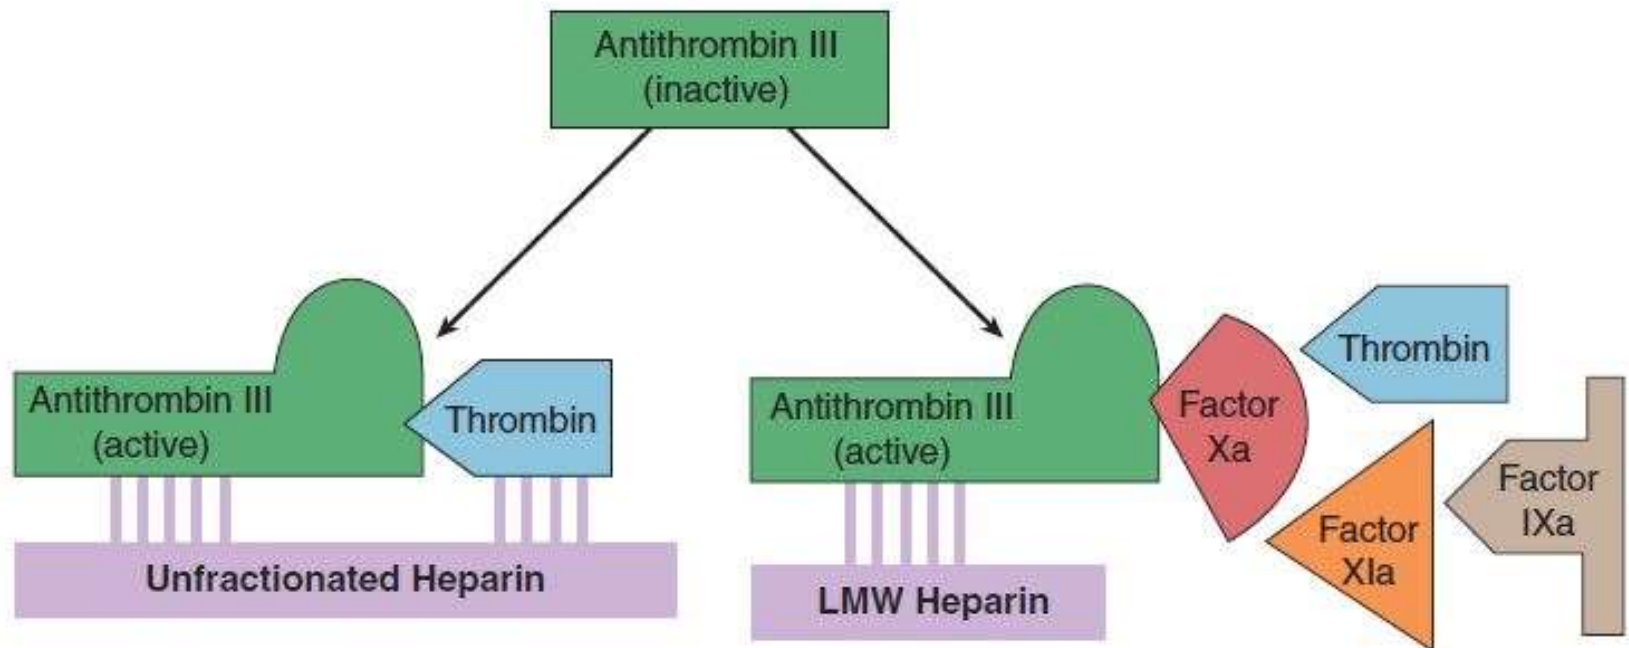 Antithrombin III
(inactive)
Antithrombin III
(active)
Thrombin
Unfractionated Heparin
Antithrombin III
(active)
Factor
Xa
Thrombin
Factor
XIa
Factor
IXa
LMW Heparin